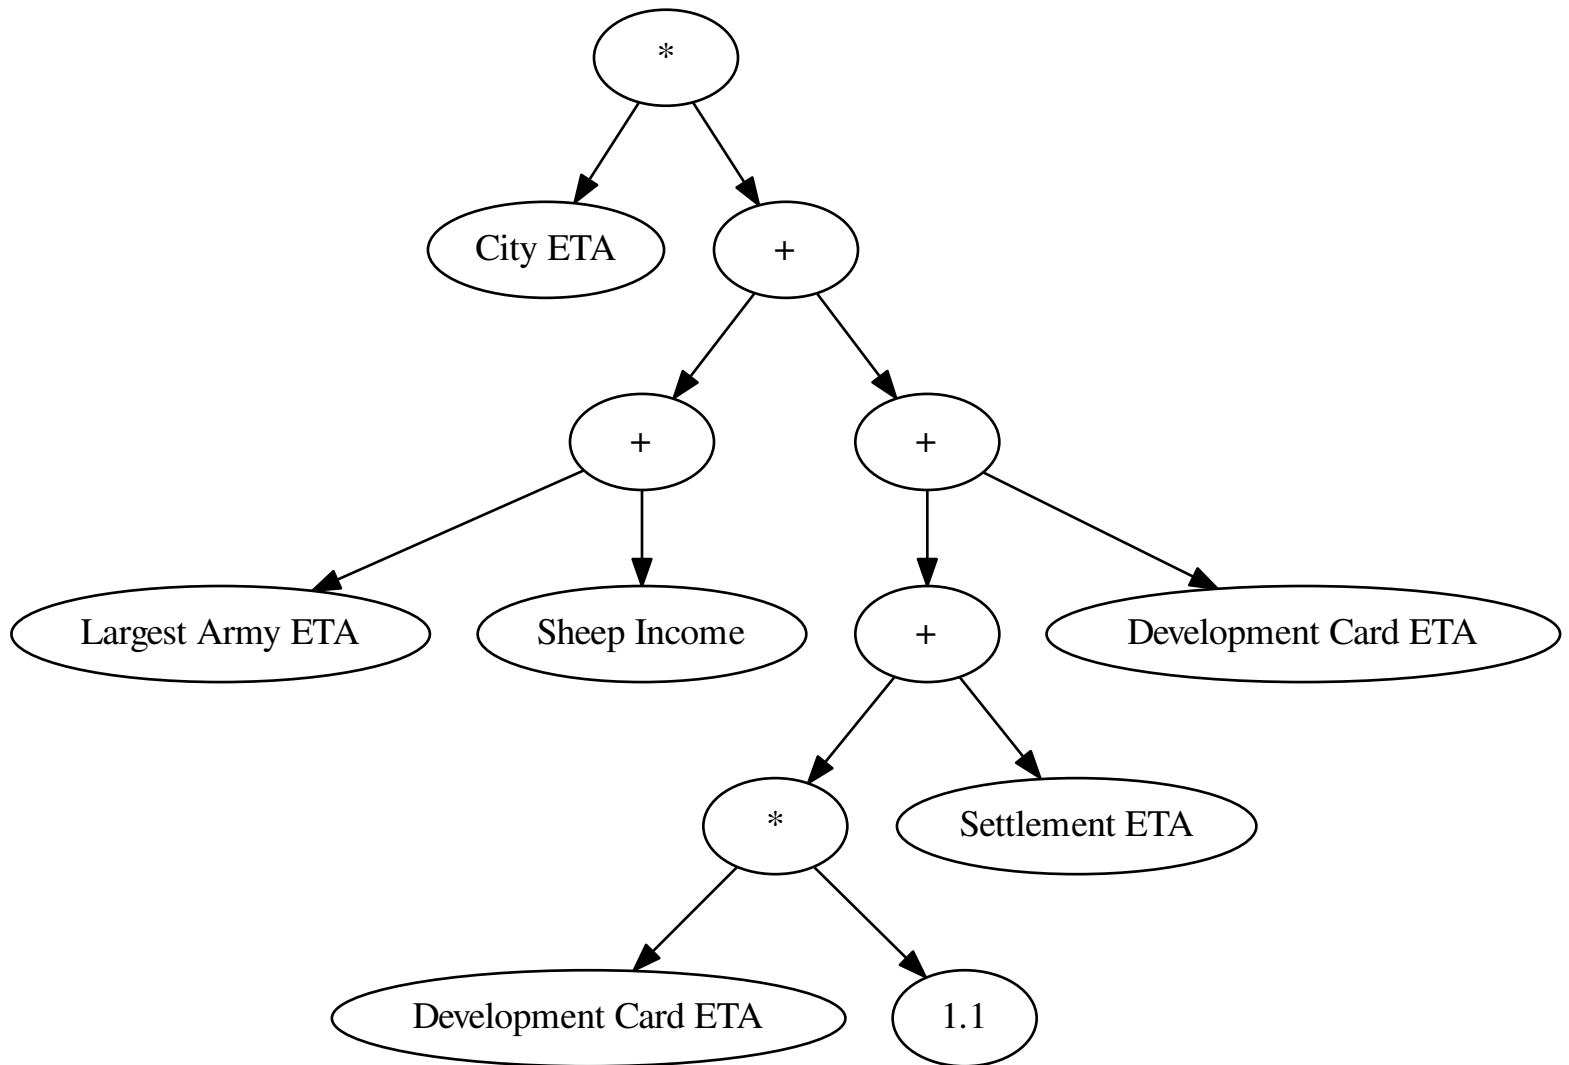 *
City ETA
+
+
+
Largest Army ETA
Sheep Income
+
Development Card ETA
*
Settlement ETA
Development Card ETA
1.1